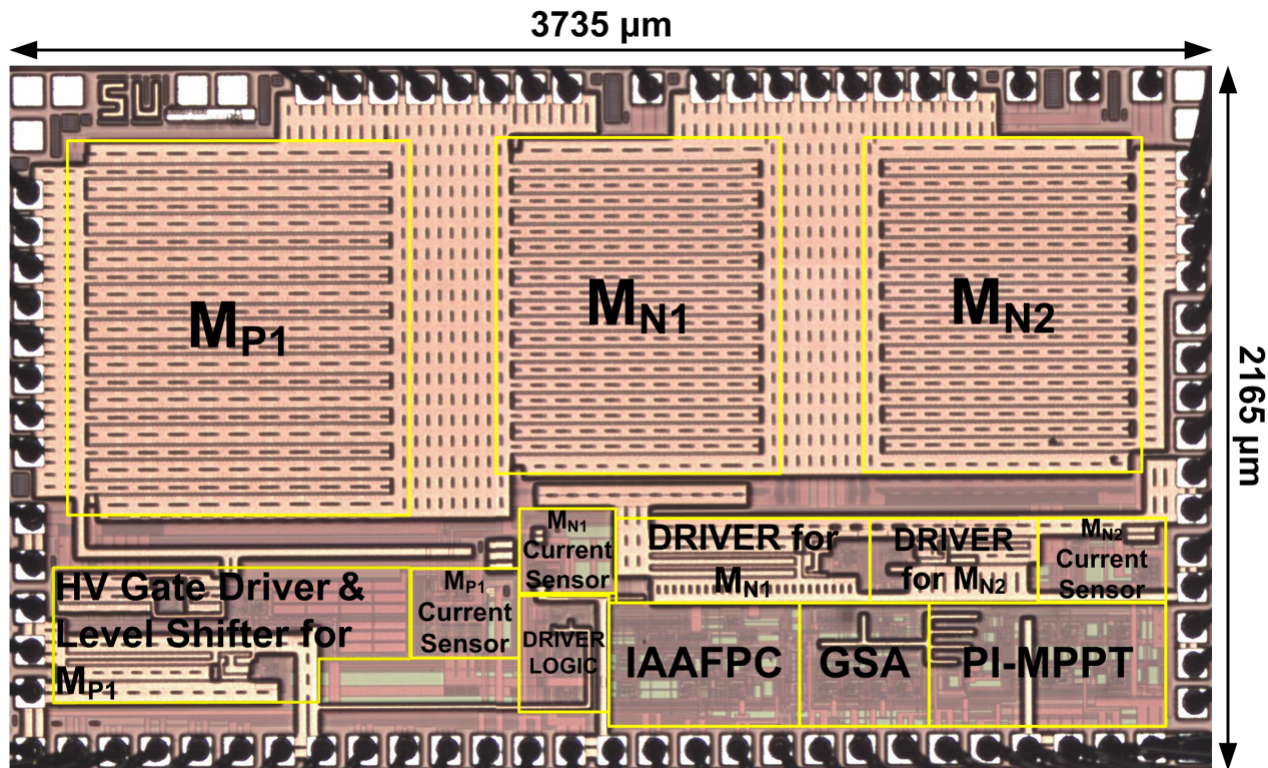 3735 µm
SU
2165 µm
MP1
MN1
MN2
MN1
Current
Sensor
DRIVER for
MN1
DRIVER
for MN2
MN2
Current
Sensor
HV Gate Driver &
Level Shifter for
MP1
MP1
Current
Sensor
DRIVER
LOGIC
IAAFPC
GSA
PI-MPPT